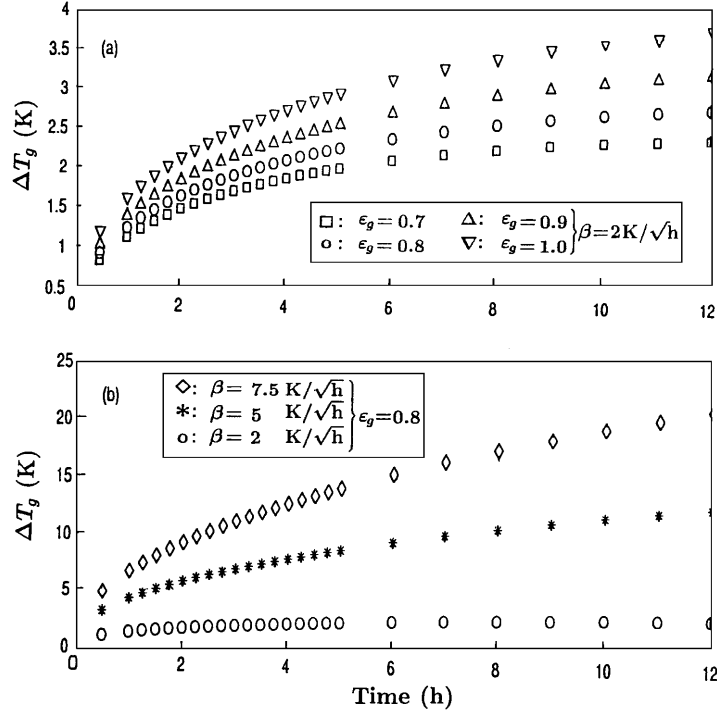 4
(a)
3.5
3
2.5
2
1.5
1
0.5
ΔT_g (K)
□: ε_g=0.7 △: ε_g=0.9
○: ε_g=0.8 ▽: ε_g=1.0 } β=2K/√h
0 2 4 6 8 10 12
25
(b)
20
15
10
5
0
ΔT_g (K)
◇: β= 7.5 K/√h
*: β= 5 K/√h } ε_g=0.8
○: β= 2 K/√h
0 2 4 6 8 10 12
Time (h)